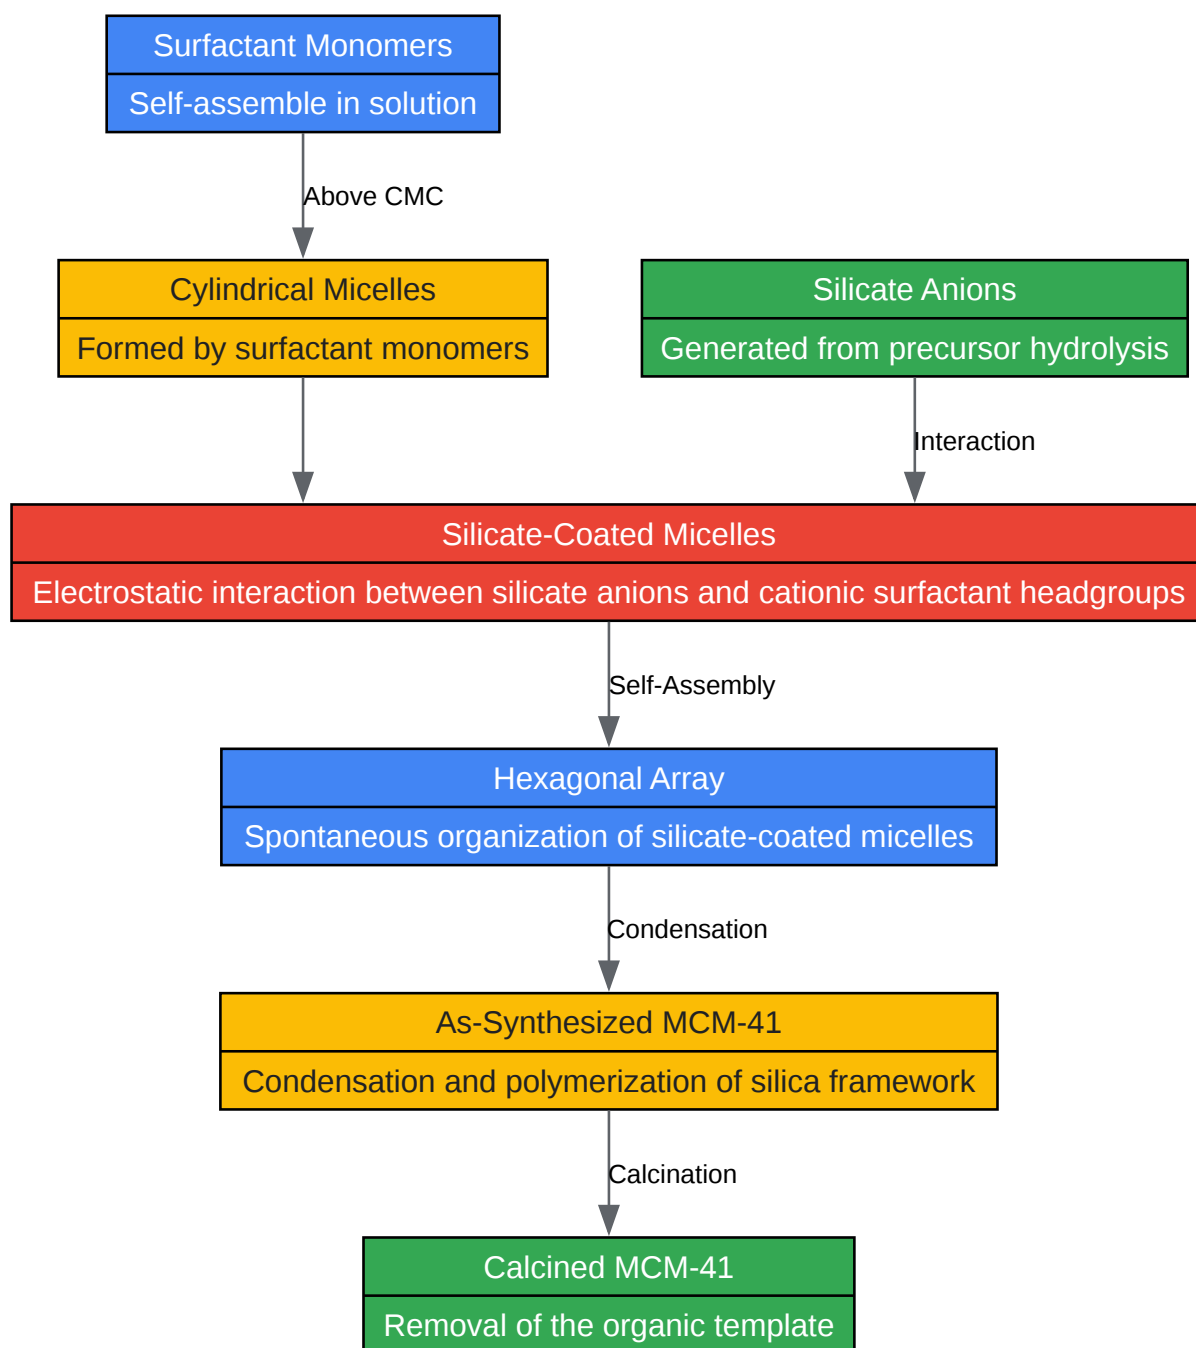 Surfactant Monomers
Self-assemble in solution
Above CMC
Cylindrical Micelles
Formed by surfactant monomers
Silicate Anions
Generated from precursor hydrolysis
Interaction
Silicate-Coated Micelles
Electrostatic interaction between silicate anions and cationic surfactant headgroups
Self-Assembly
Hexagonal Array
Spontaneous organization of silicate-coated micelles
Condensation
As-Synthesized MCM-41
Condensation and polymerization of silica framework
Calcination
Calcined MCM-41
Removal of the organic template